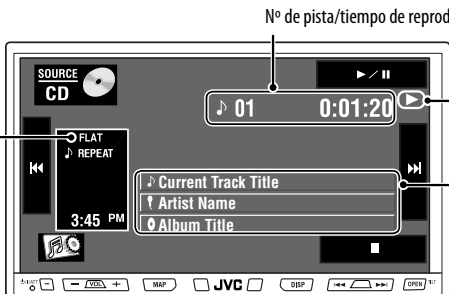 Nº de pista/tiempo de reprod
SOURCE
CD
♪ 01 0:01:20
FLAT
♪ REPEAT
Current Track Title
Artist Name
Album Title
3:45 PM
– VOL +
MAP
JVC
DISP
OPEN